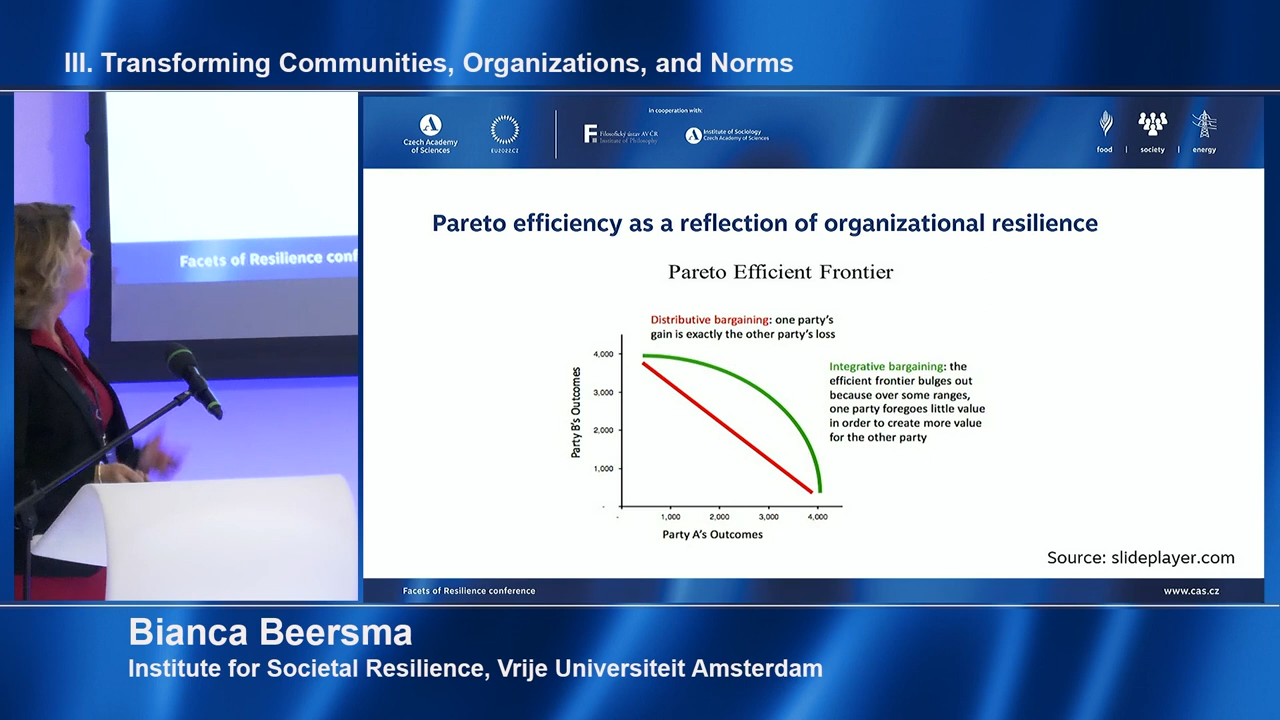 III. Transforming Communities, Organizations, and Norms
Facets of Resilience conf
Czech Academy
of Sciences
EU2022.CZ
In cooperation with:
Filosofický ústav AV ČR
Institute of Philosophy
Institute of Sociology
Czech Academy of Sciences
food | society | energy
Pareto efficiency as a reflection of organizational resilience
Pareto Efficient Frontier
Distributive bargaining: one party's
gain is exactly the other party's loss
Integrative bargaining: the
efficient frontier bulges out
because over some ranges,
one party foregoes little value
in order to create more value
for the other party
Party B's Outcomes
4,000
3,000
2,000
1,000
-
- 1,000 2,000 3,000 4,000
Party A's Outcomes
Source: slideplayer.com
Facets of Resilience conference
www.cas.cz
Bianca Beersma
Institute for Societal Resilience, Vrije Universiteit Amsterdam